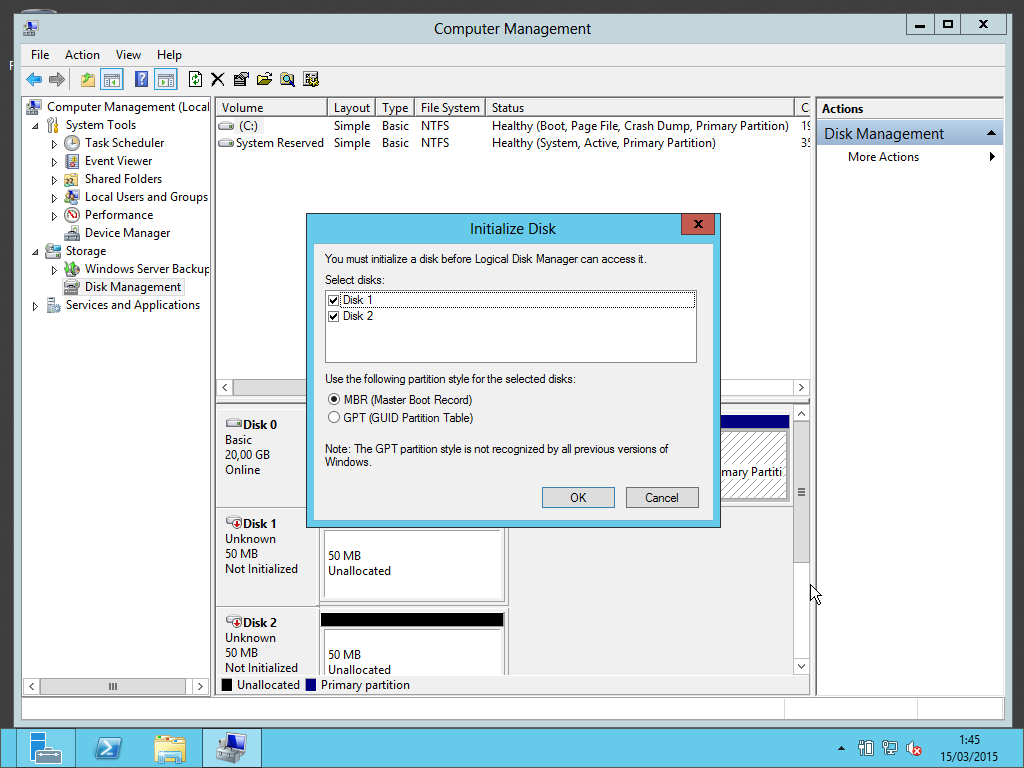 Computer Management
File Action View Help
Computer Management (Local
System Tools
Task Scheduler
Event Viewer
Shared Folders
Local Users and Groups
Performance
Device Manager
Storage
Windows Server Backup
Disk Management
Services and Applications
Volume Layout Type File System Status C
(C:) Simple Basic NTFS Healthy (Boot, Page File, Crash Dump, Primary Partition) 19
System Reserved Simple Basic NTFS Healthy (System, Active, Primary Partition) 35
Actions
Disk Management
More Actions
Initialize Disk
You must initialize a disk before Logical Disk Manager can access it.
Select disks:
Disk 1
Disk 2
Use the following partition style for the selected disks:
MBR (Master Boot Record)
GPT (GUID Partition Table)
Note: The GPT partition style is not recognized by all previous versions of
Windows.
OK Cancel
Disk 0
Basic
20,00 GB
Online
mary Partiti
Disk 1
Unknown
50 MB
Not Initialized
50 MB
Unallocated
Disk 2
Unknown
50 MB
Not Initialized
50 MB
Unallocated
Unallocated Primary partition
1:45
15/03/2015